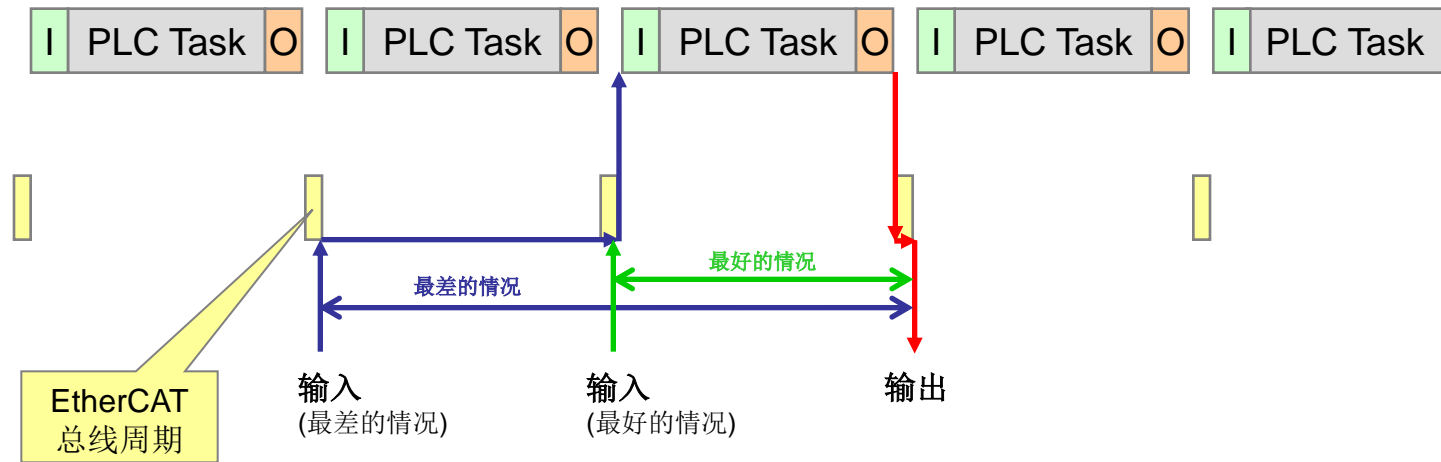 I PLC Task O I PLC Task O I PLC Task O I PLC Task O I PLC Task
最好的情况
最差的情况
EtherCAT
总线周期
输入
(最差的情况)
输入
(最好的情况)
输出